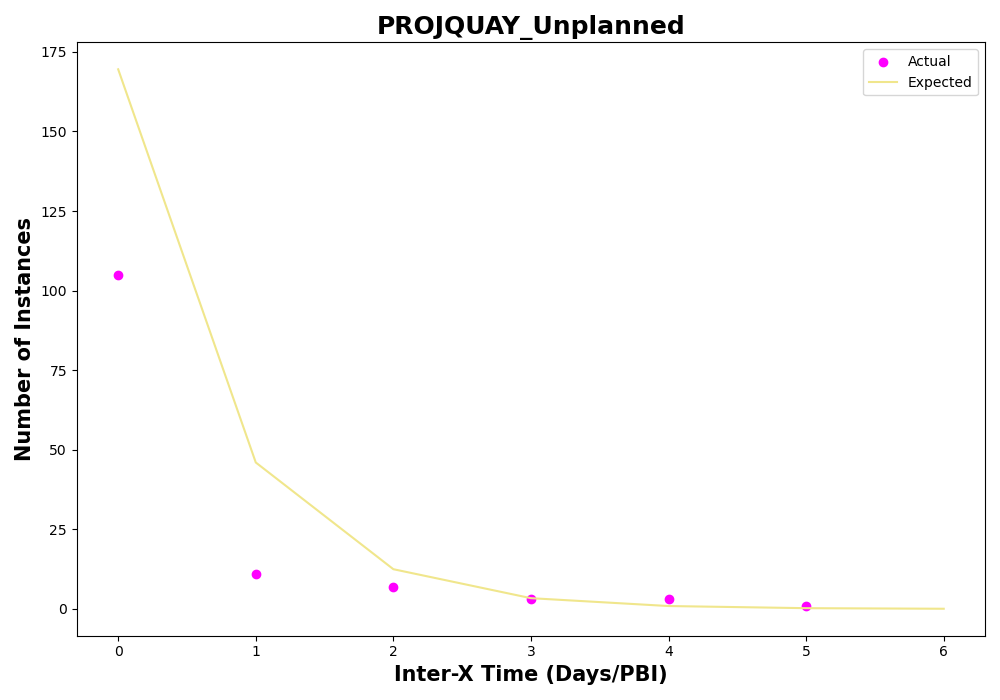 PROJQUAY_Unplanned
Actual
Expected
Number of Instances
175
150
125
100
75
50
25
0
0 1 2 3 4 5 6
Inter-X Time (Days/PBI)